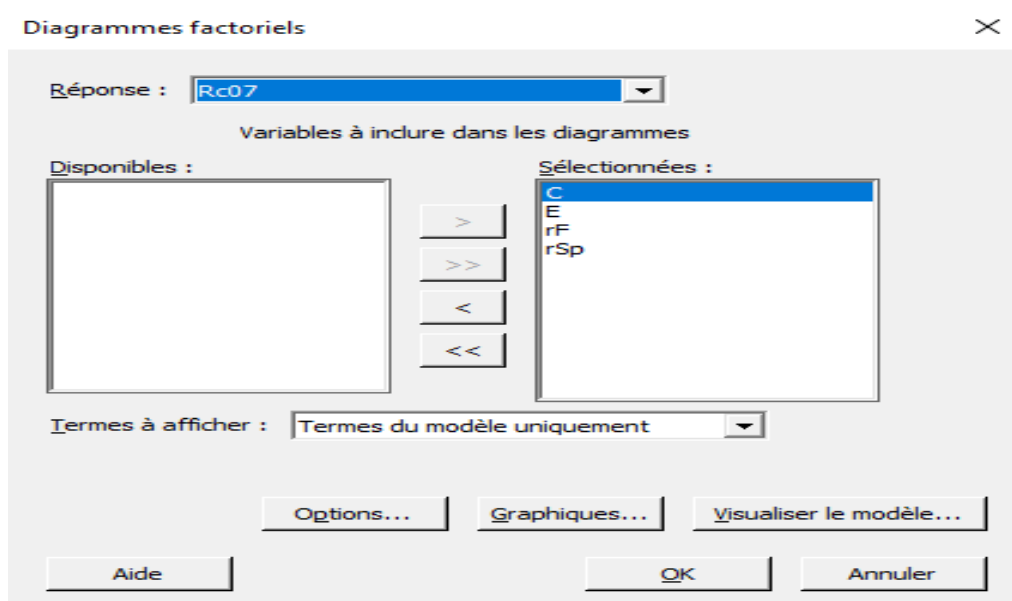 Diagrammes factoriels
Réponse :
Rc07
Variables à inclure dans les diagrammes
Disponibles :
Sélectionnées :
C
E
rF
rSp
>
>>
<
<<
Termes à afficher :
Termes du modèle uniquement
Options...
Graphiques...
Visualiser le modèle...
Aide
OK
Annuler